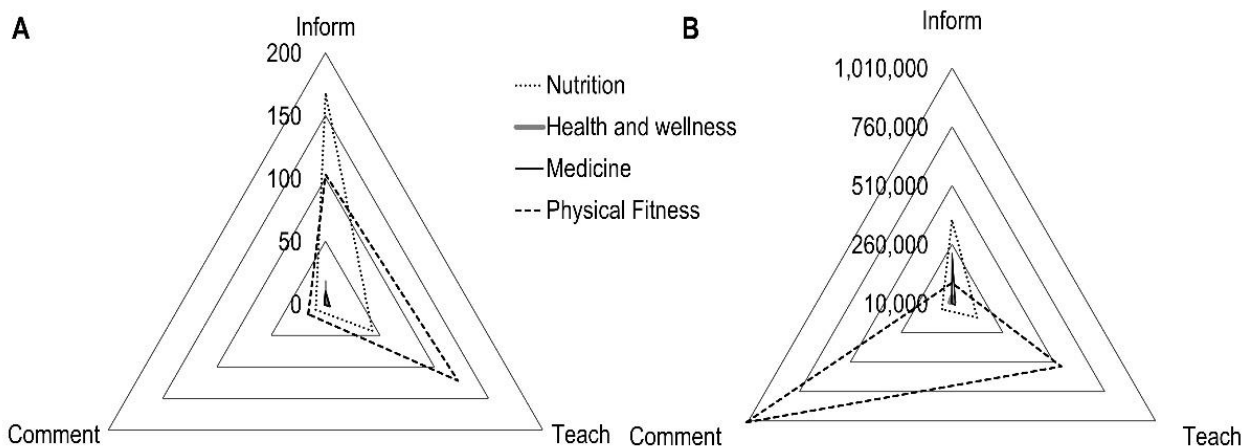 A
Inform
200
150
100
50
0
Comment
Teach
Nutrition
Health and wellness
Medicine
Physical Fitness
B
Inform
1,010,000
760,000
510,000
260,000
10,000
Comment
Teach